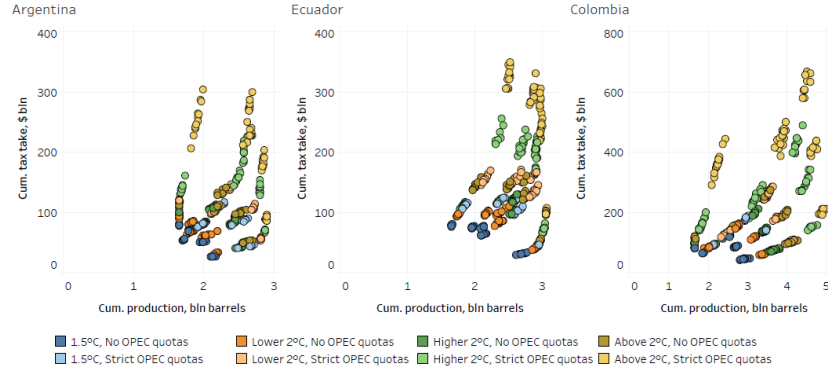 Argentina
Ecuador
Colombia
Cum. tax take, $ bln
400
300
200
100
0
0
1
2
3
Cum. production, bln barrels
Cum. tax take, $ bln
400
300
200
100
0
0
1
2
3
Cum. production, bln barrels
Cum. tax take, $ bln
800
600
400
200
0
0
1
2
3
4
5
Cum. production, bln barrels
1.5ºC, No OPEC quotas
Lower 2ºC, No OPEC quotas
Higher 2ºC, No OPEC quotas
Above 2ºC, No OPEC quotas
1.5ºC, Strict OPEC quotas
Lower 2ºC, Strict OPEC quotas
Higher 2ºC, Strict OPEC quotas
Above 2ºC, Strict OPEC quotas